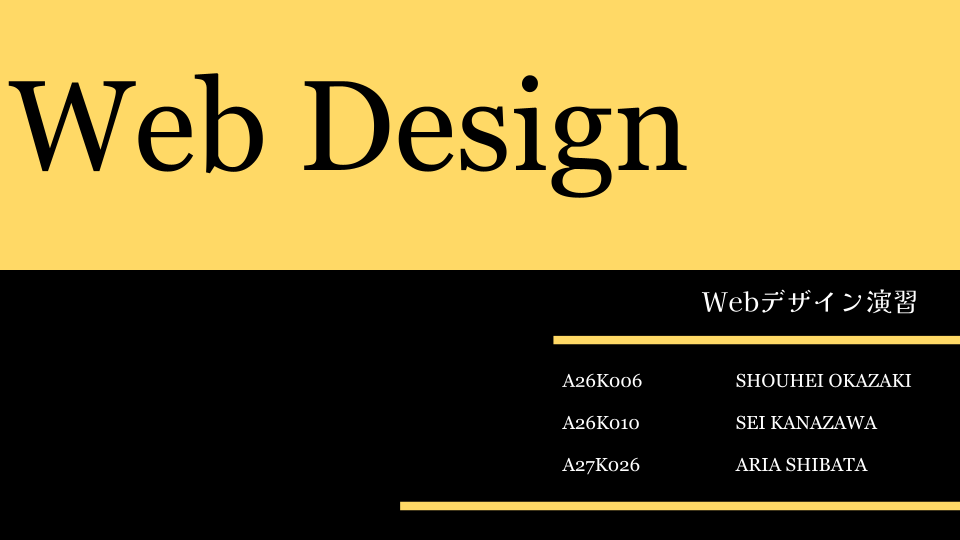 Web Design
Webデザイン演習
A26K006 SHOUHEI OKAZAKI
A26K010 SEI KANAZAWA
A27K026 ARIA SHIBATA